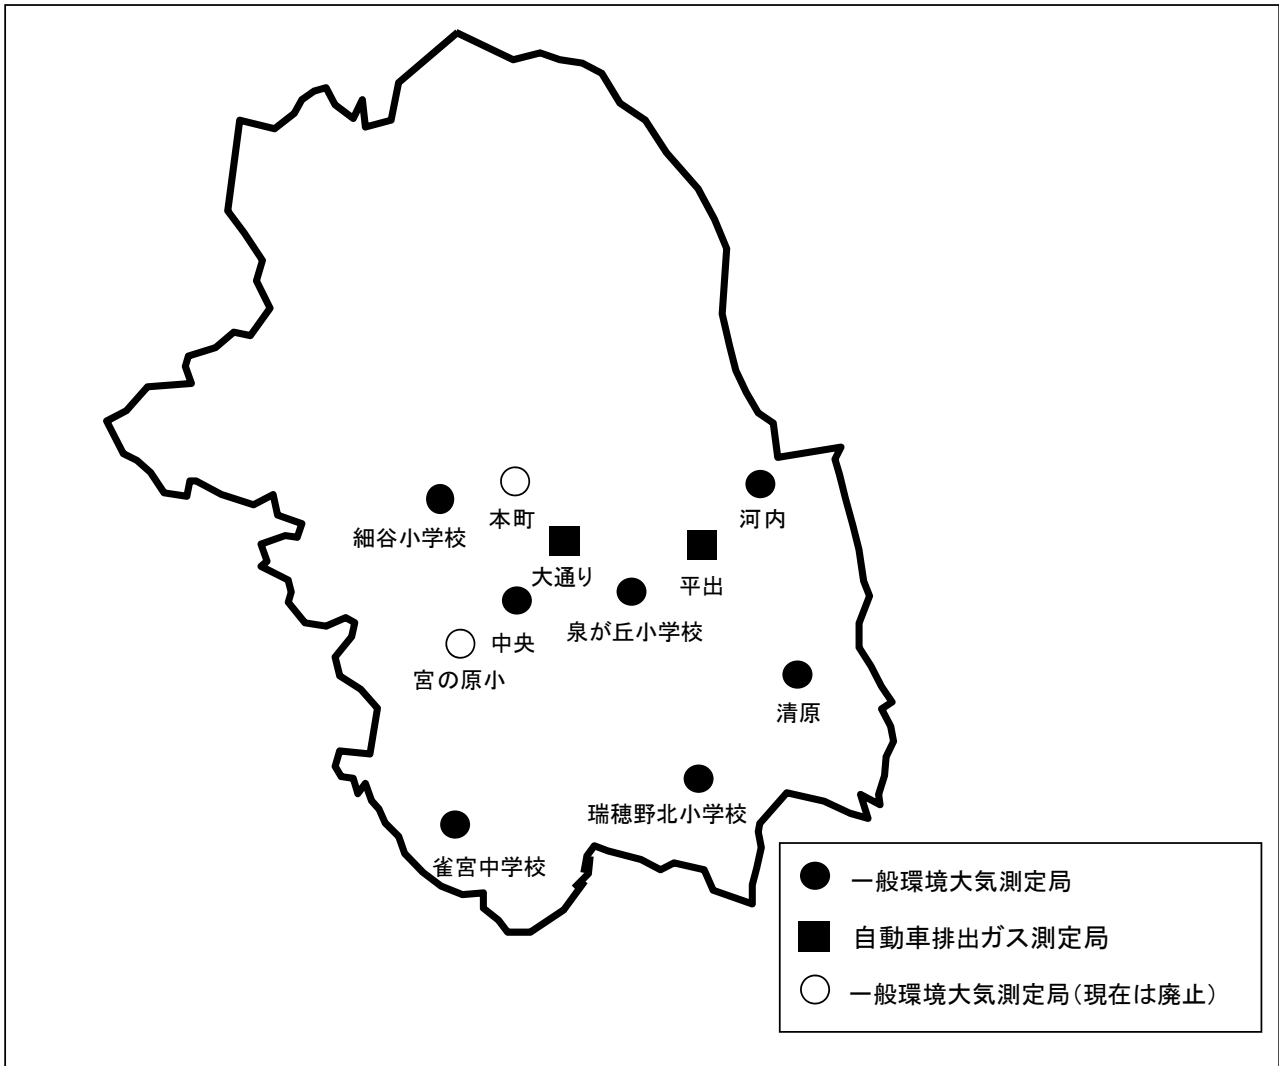 本町
河内
細谷小学校
大通り
平出
泉が丘小学校
中央
宮の原小
清原
瑞穂野北小学校
雀宮中学校
一般環境大気測定局
自動車排出ガス測定局
一般環境大気測定局(現在は廃止)